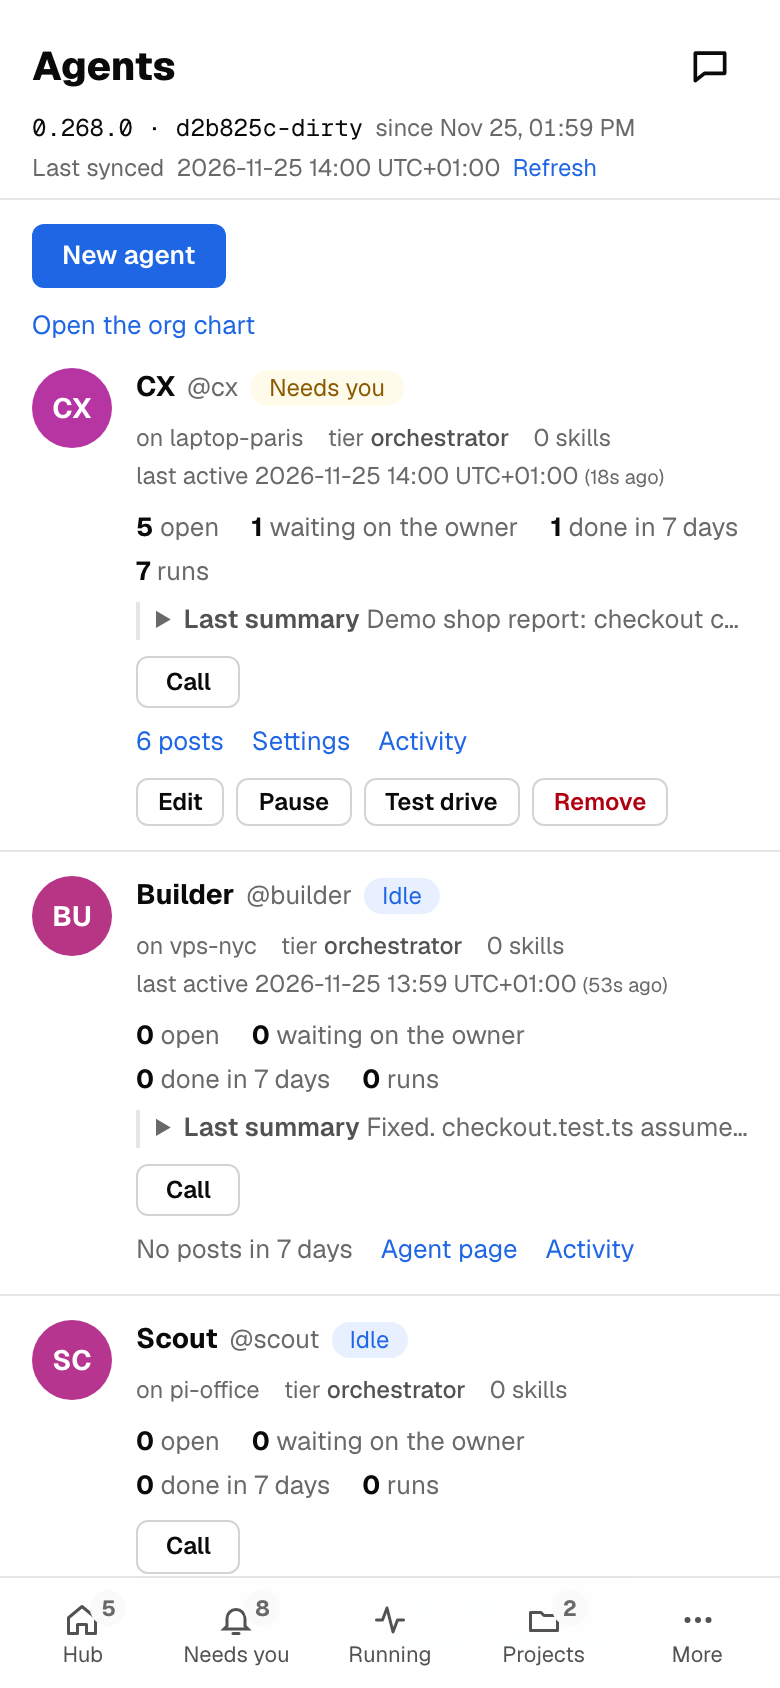 Agents
0.268.0 · d2b825c-dirty since Nov 25, 01:59 PM
Last synced 2026-11-25 14:00 UTC+01:00 Refresh
New agent
Open the org chart
CX
CX @cx Needs you
on laptop-paris tier orchestrator 0 skills
last active 2026-11-25 14:00 UTC+01:00 (18s ago)
5 open 1 waiting on the owner 1 done in 7 days
7 runs
Last summary Demo shop report: checkout c…
Call
6 posts Settings Activity
Edit Pause Test drive Remove
BU
Builder @builder Idle
on vps-nyc tier orchestrator 0 skills
last active 2026-11-25 13:59 UTC+01:00 (53s ago)
0 open 0 waiting on the owner
0 done in 7 days 0 runs
Last summary Fixed. checkout.test.ts assume…
Call
No posts in 7 days Agent page Activity
SC
Scout @scout Idle
on pi-office tier orchestrator 0 skills
0 open 0 waiting on the owner
0 done in 7 days 0 runs
Call
5 8 2
Hub Needs you Running Projects More